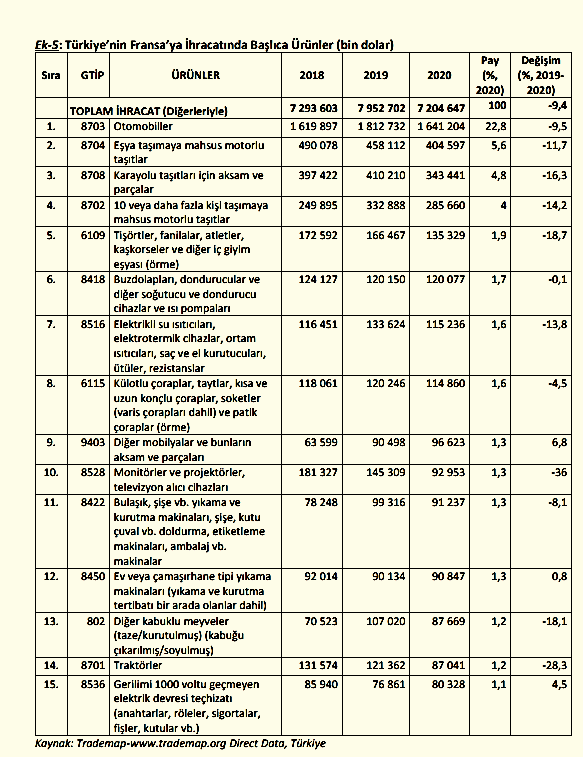 Ek-5: Türkiye'nin Fransa'ya İhracatında Başlıca Ürünler (bin dolar)
Sıra GTİP ÜRÜNLER 2018 2019 2020 Pay (%, 2020) Değişim (%, 2019-2020)
TOPLAM İHRACAT (Diğerleriyle) 7 293 603 7 952 702 7 204 647 100 -9,4
1. 8703 Otomobiller 1 619 897 1 812 732 1 641 204 22,8 -9,5
2. 8704 Eşya taşımaya mahsus motorlu 490 078 458 112 404 597 5,6 -11,7
taşıtlar
3. 8708 Karayolu taşıtları için aksam ve 397 422 410 210 343 441 4,8 -16,3
parçalar
4. 8702 10 veya daha fazla kişi taşımaya 249 895 332 888 285 660 4 -14,2
mahsus motorlu taşıtlar
5. 6109 Tişörtler, fanilalar, atletler, 172 592 166 467 135 329 1,9 -18,7
kaşkorseler ve diğer iç giyim
eşyası (örme)
6. 8418 Buzdolapları, dondurucular ve 124 127 120 150 120 077 1,7 -0,1
diğer soğutucu ve dondurucu
cihazlar ve ısı pompaları
7. 8516 Elektrikli su ısıtıcıları, 116 451 133 624 115 236 1,6 -13,8
elektrotermik cihazlar, ortam
ısıtıcıları, saç ve el kurutucuları,
ütüler, rezistanslar
8. 6115 Külotlu çoraplar, taytlar, kısa ve 118 061 120 246 114 860 1,6 -4,5
uzun konçlu çoraplar, soketler
(varis çorapları dahil) ve patik
çoraplar (örme)
9. 9403 Diğer mobilyalar ve bunların 63 599 90 498 96 623 1,3 6,8
aksam ve parçaları
10. 8528 Monitörler ve projektörler, 181 327 145 309 92 953 1,3 -36
televizyon alıcı cihazları
11. 8422 Bulaşık, şişe vb. yıkama ve 78 248 99 316 91 237 1,3 -8,1
kurutma makinaları, şişe, kutu
çuval vb. doldurma, etiketleme
makinaları, ambalaj vb.
makinalar
12. 8450 Ev veya çamaşırhane tipi yıkama 92 014 90 134 90 847 1,3 0,8
makinaları (yıkama ve kurutma
tertibatı bir arada olanlar dahil)
13. 802 Diğer kabuklu meyveler 70 523 107 020 87 669 1,2 -18,1
(taze/kurutulmuş) (kabuğu
çıkarılmış/soyulmuş)
14. 8701 Traktörler 131 574 121 362 87 041 1,2 -28,3
15. 8536 Gerilimi 1000 voltu geçmeyen 85 940 76 861 80 328 1,1 4,5
elektrik devresi teçhizatı
(anahtarlar, röleler, sigortalar,
fişler, kutular vb.)
Kaynak: Trademap-www.trademap.org Direct Data, Türkiye